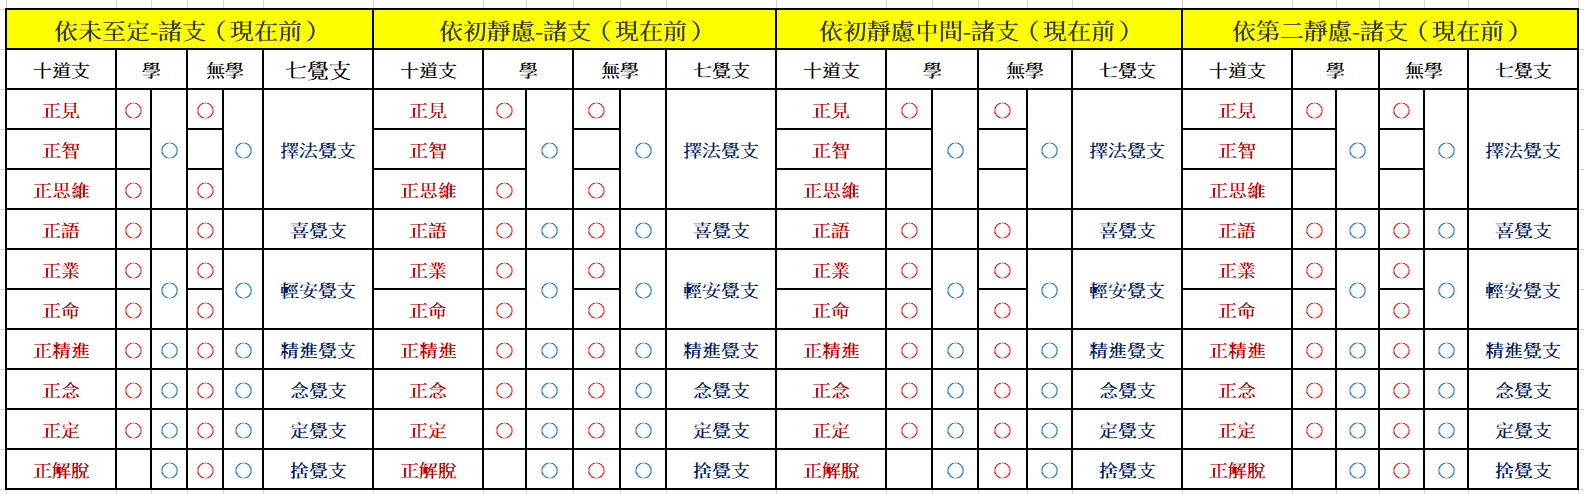 依未至定-諸支（現在前） 依初靜慮-諸支（現在前） 依初靜慮中間-諸支（現在前） 依第二靜慮-諸支（現在前）
十道支 學 無學 七覺支 十道支 學 無學 七覺支 十道支 學 無學 七覺支 十道支 學 無學 七覺支
正見 〇 〇 正見 〇 〇 正見 〇 〇 正見 〇 〇
正智 〇 〇 擇法覺支 正智 〇 〇 擇法覺支 正智 〇 〇 擇法覺支 正智 〇 〇 擇法覺支
正思維 〇 〇 正思維 〇 〇 正思維 正思維
正語 〇 〇 喜覺支 正語 〇 〇 〇 〇 喜覺支 正語 〇 〇 喜覺支 正語 〇 〇 〇 〇 喜覺支
正業 〇 〇 正業 〇 〇 正業 〇 〇 正業 〇 〇
〇 〇 輕安覺支 〇 〇 輕安覺支 〇 〇 輕安覺支 〇 〇 輕安覺支
正命 〇 〇 正命 〇 〇 正命 〇 〇 正命 〇 〇
正精進 〇 〇 〇 〇 精進覺支 正精進 〇 〇 〇 〇 精進覺支 正精進 〇 〇 〇 〇 精進覺支 正精進 〇 〇 〇 〇 精進覺支
正念 〇 〇 〇 〇 念覺支 正念 〇 〇 〇 〇 念覺支 正念 〇 〇 〇 〇 念覺支 正念 〇 〇 〇 〇 念覺支
正定 〇 〇 〇 〇 定覺支 正定 〇 〇 〇 〇 定覺支 正定 〇 〇 〇 〇 定覺支 正定 〇 〇 〇 〇 定覺支
正解脫 〇 〇 〇 捨覺支 正解脫 〇 〇 〇 捨覺支 正解脫 〇 〇 〇 捨覺支 正解脫 〇 〇 〇 捨覺支